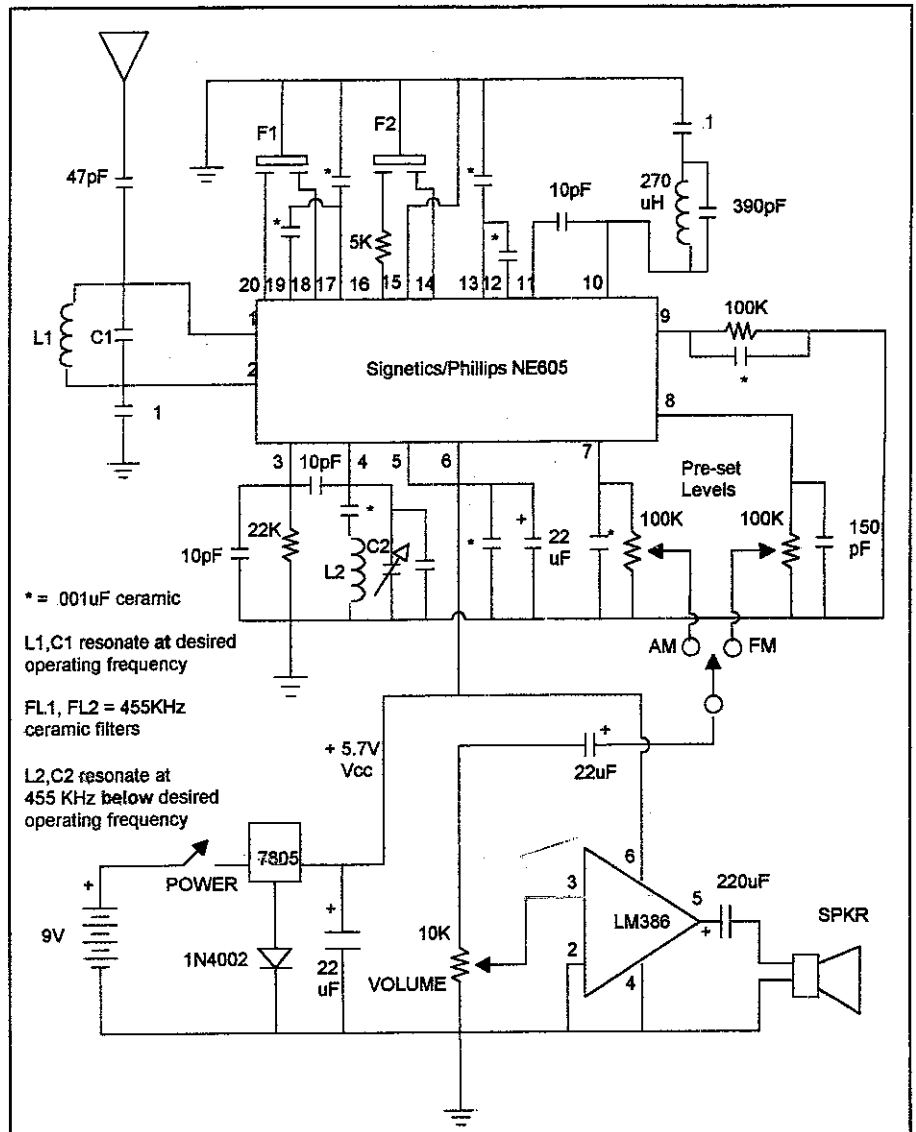 F1
F2
.1
47pF
*
*
*
*
10pF
270
uH
390pF
5K
20 19 18 17 16 15 14 13 12 11 10
1
9
100K
L1
C1
Signetics/Phillips NE605
*
2
8
1
3
10pF
4
5
6
7
Pre-set
Levels
10pF
22K
*
C2
L2
*
+
22
uF
*
100K
100K
150
pF
* = .001uF ceramic
AM
FM
L1,C1 resonate at desired
operating frequency
FL1, FL2 = 455KHz
ceramic filters
+ 5.7V
Vcc
+
22uF
L2,C2 resonate at
455 KHz below desired
operating frequency
7805
POWER
+
9V
1N4002
+
22
uF
10K
VOLUME
3
6
LM386
5
+
220uF
SPKR
2
4